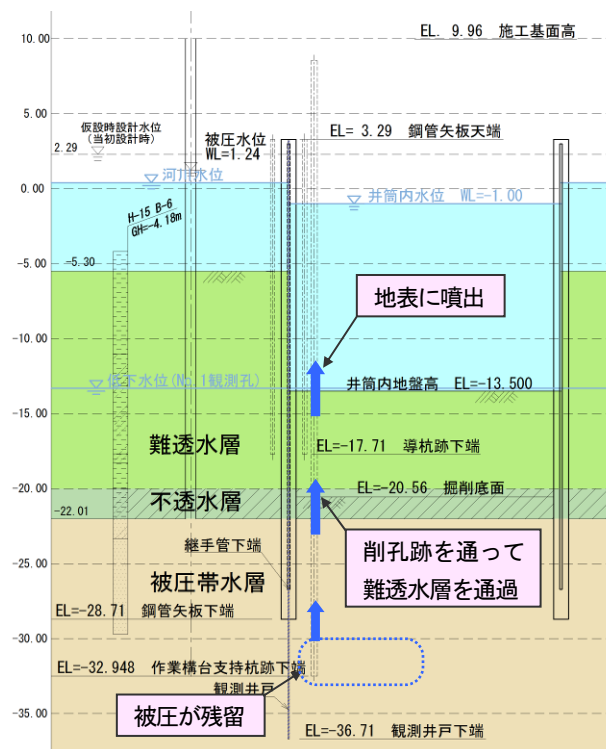 10.00
EL. 9.96 施工基面高
5.00
仮設時設計水位
(当初設計時)
2.29
被圧水位
WL=1.24
EL= 3.29 鋼管矢板天端
河川水位
0.00
井筒内水位 WL=-1.00
H-15 B-6
GH=-4.18m
-5.00
-5.30
地表に噴出
-10.00
低下水位(No.1観測孔)
井筒内地盤高 EL=-13.500
-15.00
難透水層
EL=-17.71 導杭跡下端
-20.00
EL=-20.56 掘削底面
不透水層
-22.01
継手管下端
削孔跡を通って
難透水層を通過
-25.00
被圧帯水層
EL=-28.71 鋼管矢板下端
-30.00
EL=-32.948 作業構台支持杭跡下端
観測井戸
被圧が残留
-35.00
EL=-36.71 観測井戸下端